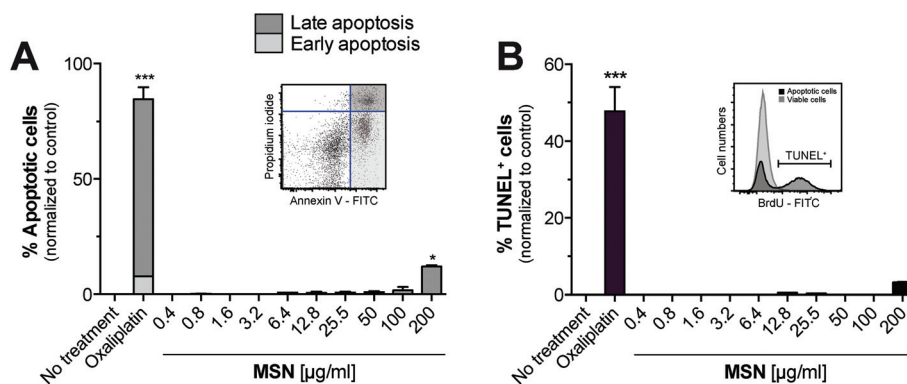 Late apoptosis
Early apoptosis
A
% Apoptotic cells
(normalized to control)
100
50
0
***
*
Propidium iodide
Annexin V - FITC
No treatment
Oxaliplatin
0.4
0.8
1.6
3.2
6.4
12.8
25.5
50
100
200
MSN [µg/ml]
B
% TUNEL⁺ cells
(normalized to control)
60
40
20
0
***
Cell numbers
Apoptotic cells
Viable cells
TUNEL⁺
BrdU - FITC
No treatment
Oxaliplatin
0.4
0.8
1.6
3.2
6.4
12.8
25.5
50
100
200
MSN [µg/ml]